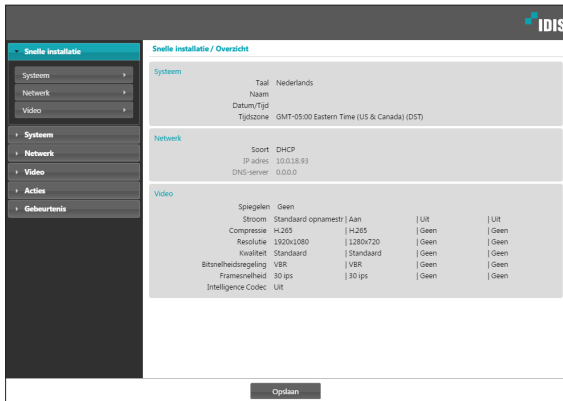 IDIS
Snelle installatie
Systeem
Netwerk
Video
Systeem
Netwerk
Video
Acties
Gebeurtenis
Snelle installatie / Overzicht
Systeem
Taal Nederlands
Naam
Datum/Tijd
Tijdszone GMT-05:00 Eastern Time (US & Canada) (DST)
Netwerk
Soort DHCP
IP adres 10.0.18.93
DNS-server 0.0.0.0
Video
Spiegelen Geen
Stroom Standaard opnamestr | Aan | Uit | Uit
Compressie H.265 | H.265 | Geen | Geen
Resolutie 1920x1080 | 1280x720 | Geen | Geen
Kwaliteit Standaard | Standaard | Geen | Geen
Bitsnelheidsregeling VBR | VBR | Geen | Geen
Framesnelheid 30 ips | 30 ips | Geen | Geen
Intelligence Codec Uit
Opslaan